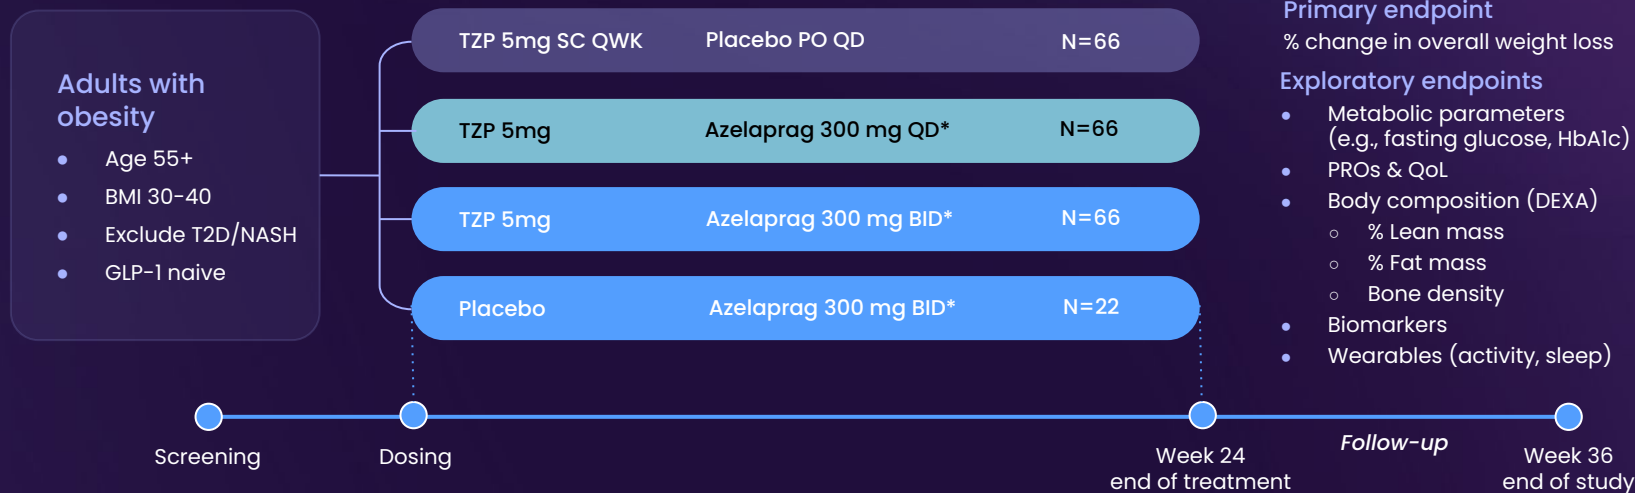 Adults with
obesity
• Age 55+
• BMI 30-40
• Exclude T2D/NASH
• GLP-1 naive
TZP 5mg SC QWK Placebo PO QD N=66
TZP 5mg Azelaprag 300 mg QD* N=66
TZP 5mg Azelaprag 300 mg BID* N=66
Placebo Azelaprag 300 mg BID* N=22
Primary endpoint
% change in overall weight loss
Exploratory endpoints
• Metabolic parameters
(e.g., fasting glucose, HbA1c)
• PROs & QoL
• Body composition (DEXA)
○ % Lean mass
○ % Fat mass
○ Bone density
• Biomarkers
• Wearables (activity, sleep)
Screening
Dosing
Week 24
end of treatment
Follow-up
Week 36
end of study